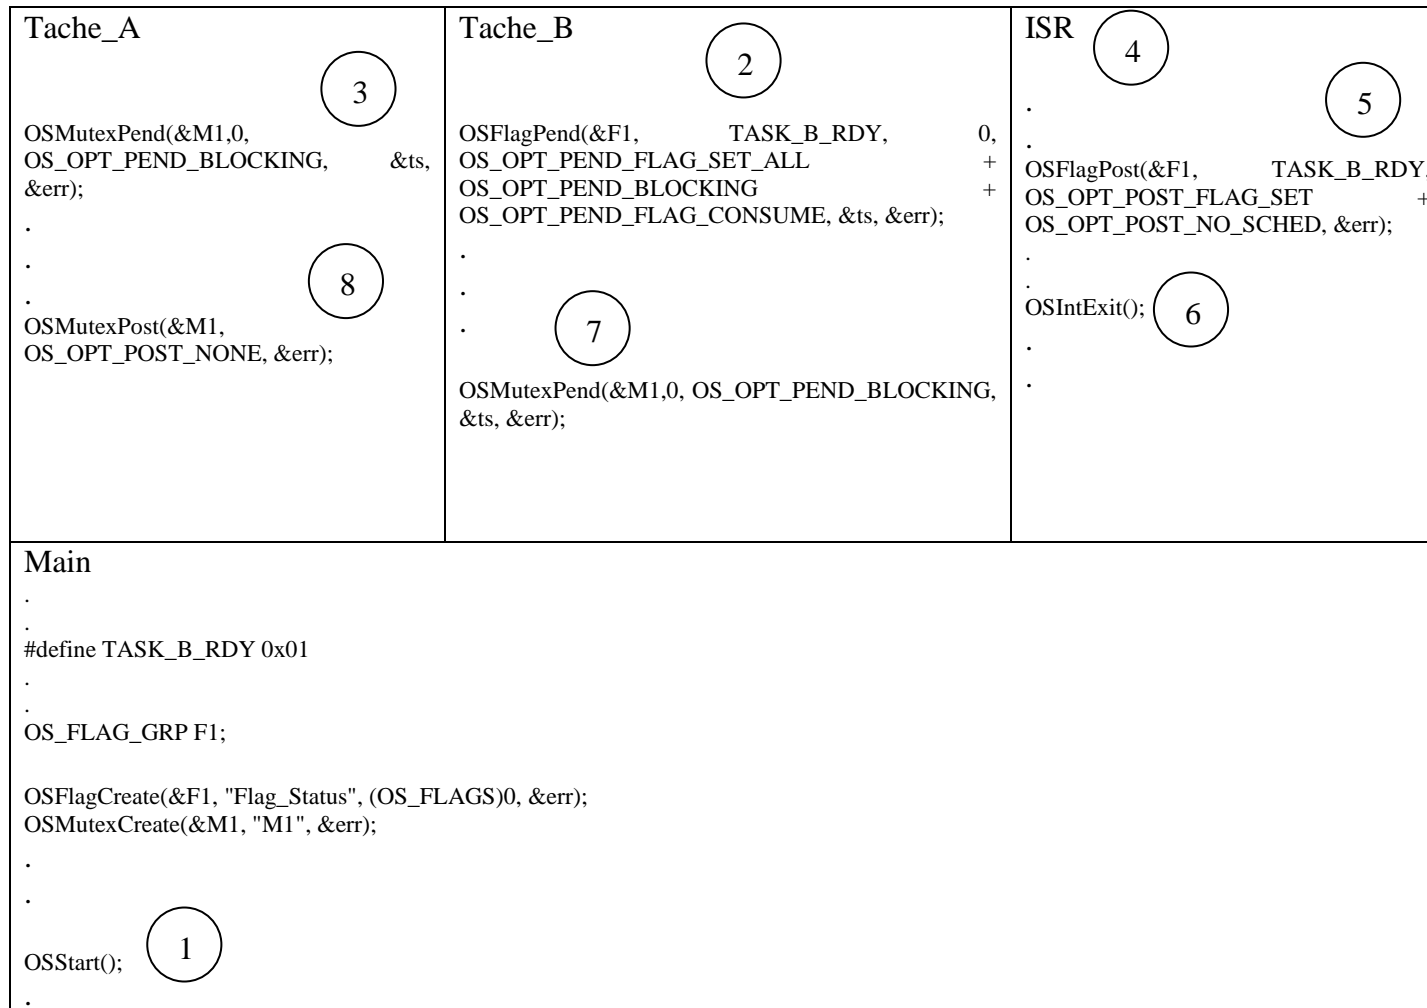 Tache_A
3
OSMutexPend(&M1,0,
OS_OPT_PEND_BLOCKING, &ts,
&err);
.
.
8
.
OSMutexPost(&M1,
OS_OPT_POST_NONE, &err);
Tache_B
2
OSFlagPend(&F1, TASK_B_RDY, 0,
OS_OPT_PEND_FLAG_SET_ALL +
OS_OPT_PEND_BLOCKING +
OS_OPT_PEND_FLAG_CONSUME, &ts, &err);
.
.
. 7
OSMutexPend(&M1,0, OS_OPT_PEND_BLOCKING,
&ts, &err);
ISR 4
. 5
.
OSFlagPost(&F1, TASK_B_RDY,
OS_OPT_POST_FLAG_SET +
OS_OPT_POST_NO_SCHED, &err);
.
.
OSIntExit(); 6
.
.
Main
.
.
#define TASK_B_RDY 0x01
.
.
OS_FLAG_GRP F1;
OSFlagCreate(&F1, "Flag_Status", (OS_FLAGS)0, &err);
OSMutexCreate(&M1, "M1", &err);
.
.
OSStart(); 1
.